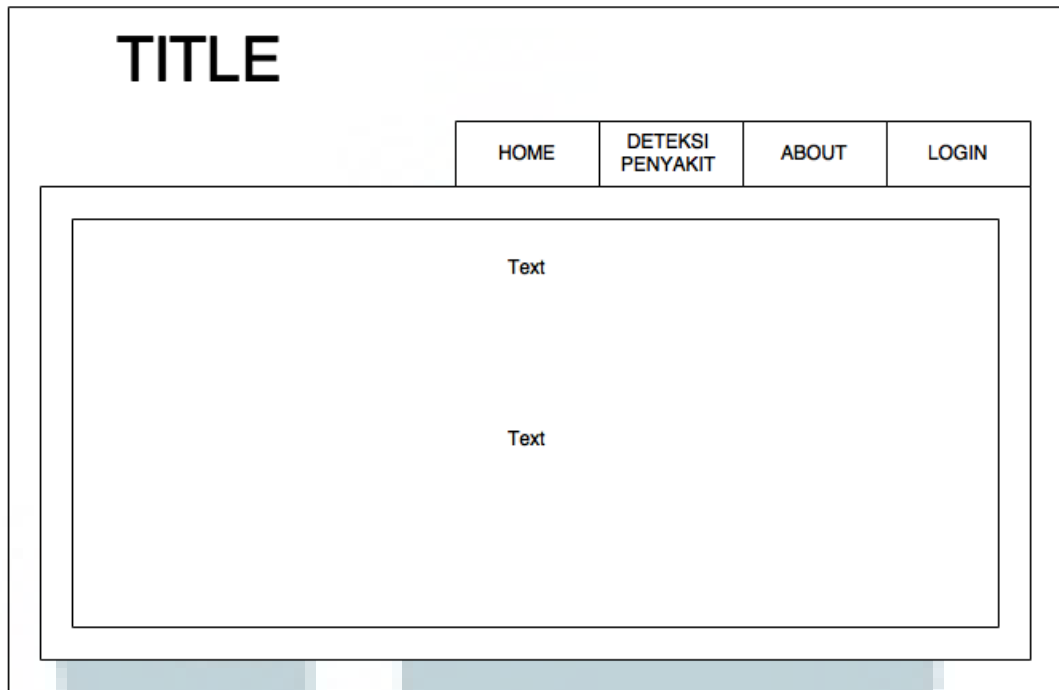 TITLE
HOME
DETEKSI
PENYAKIT
ABOUT
LOGIN
Text
Text